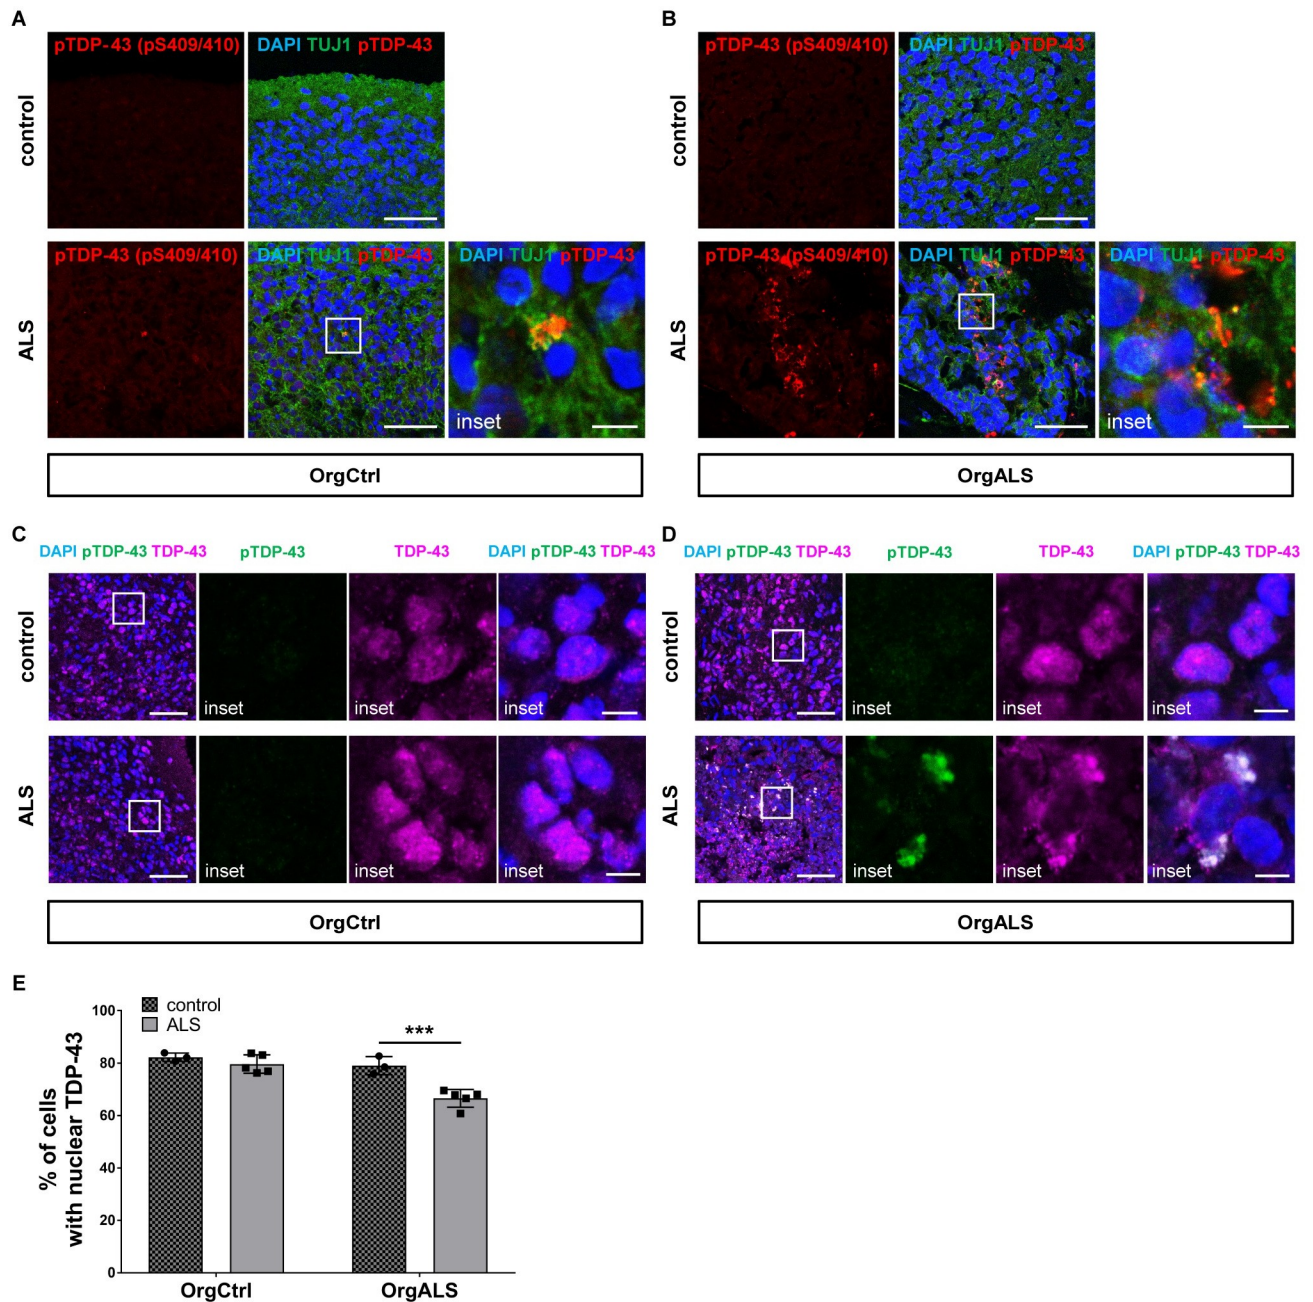 A
B
pTDP-43 (pS409/410)
DAPI TUJ1 pTDP-43
pTDP-43 (pS409/410)
DAPI TUJ1 pTDP-43
control
control
pTDP-43 (pS409/410)
DAPI TUJ1 pTDP-43
DAPI TUJ1 pTDP-43
pTDP-43 (pS409/410)
DAPI TUJ1 pTDP-43
DAPI TUJ1 pTDP-43
ALS
ALS
inset
inset
OrgCtrl
OrgALS
C
D
DAPI pTDP-43 TDP-43
pTDP-43
TDP-43
DAPI pTDP-43 TDP-43
DAPI pTDP-43 TDP-43
pTDP-43
TDP-43
DAPI pTDP-43 TDP-43
control
inset
inset
inset
control
inset
inset
inset
ALS
inset
inset
inset
ALS
inset
inset
inset
OrgCtrl
OrgALS
E
control
ALS
% of cells
with nuclear TDP-43
100
80
60
40
20
0
***
OrgCtrl
OrgALS